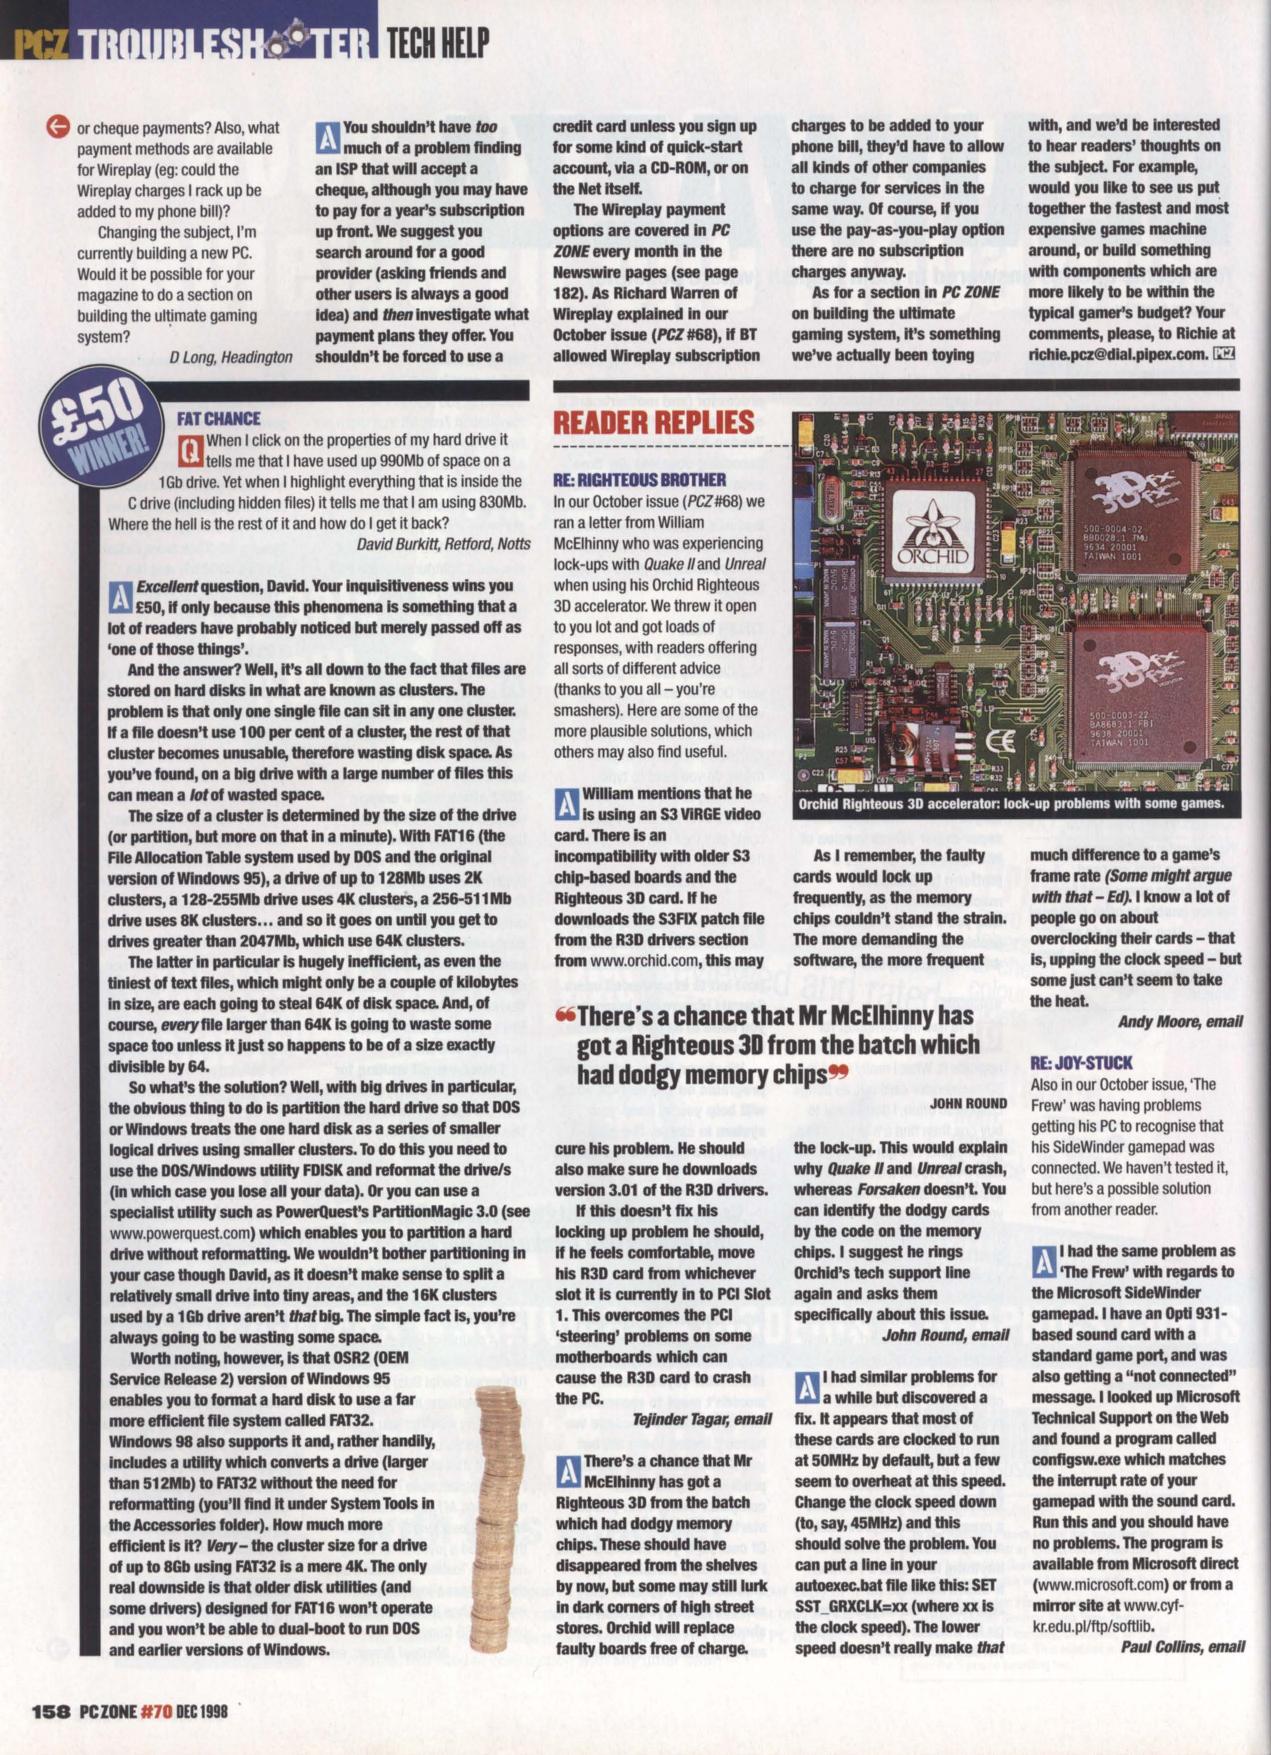 PCZ TROUBLESHOOTER TECH HELP
or cheque payments? Also, what
payment methods are available
for Wireplay (eg: could the
Wireplay charges I rack up be
added to my phone bill)?
Changing the subject, I'm
currently building a new PC.
Would it be possible for your
magazine to do a section on
building the ultimate gaming
system?
D Long, Headington
A You shouldn't have too
much of a problem finding
an ISP that will accept a
cheque, although you may have
to pay for a year's subscription
up front. We suggest you
search around for a good
provider (asking friends and
other users is always a good
idea) and then investigate what
payment plans they offer. You
shouldn't be forced to use a
credit card unless you sign up
for some kind of quick-start
account, via a CD-ROM, or on
the Net itself.
The Wireplay payment
options are covered in PC
ZONE every month in the
Newswire pages (see page
182). As Richard Warren of
Wireplay explained in our
October issue (PCZ #68), if BT
allowed Wireplay subscription
charges to be added to your
phone bill, they'd have to allow
all kinds of other companies
to charge for services in the
same way. Of course, if you
use the pay-as-you-play option
there are no subscription
charges anyway.
As for a section in PC ZONE
on building the ultimate
gaming system, it's something
we've actually been toying
with, and we'd be interested
to hear readers' thoughts on
the subject. For example,
would you like to see us put
together the fastest and most
expensive games machine
around, or build something
with components which are
more likely to be within the
typical gamer's budget? Your
comments, please, to Richie at
richie.pcz@dial.pipex.com. PCZ
£50
WINNER!
FAT CHANCE
Q When I click on the properties of my hard drive it
tells me that I have used up 990Mb of space on a
1Gb drive. Yet when I highlight everything that is inside the
C drive (including hidden files) it tells me that I am using 830Mb.
Where the hell is the rest of it and how do I get it back?
David Burkitt, Retford, Notts
A Excellent question, David. Your inquisitiveness wins you
£50, if only because this phenomena is something that a
lot of readers have probably noticed but merely passed off as
'one of those things'.
And the answer? Well, it's all down to the fact that files are
stored on hard disks in what are known as clusters. The
problem is that only one single file can sit in any one cluster.
If a file doesn't use 100 per cent of a cluster, the rest of that
cluster becomes unusable, therefore wasting disk space. As
you've found, on a big drive with a large number of files this
can mean a lot of wasted space.
The size of a cluster is determined by the size of the drive
(or partition, but more on that in a minute). With FAT16 (the
File Allocation Table system used by DOS and the original
version of Windows 95), a drive of up to 128Mb uses 2K
clusters, a 128-255Mb drive uses 4K clusters, a 256-511Mb
drive uses 8K clusters... and so it goes on until you get to
drives greater than 2047Mb, which use 64K clusters.
The latter in particular is hugely inefficient, as even the
tiniest of text files, which might only be a couple of kilobytes
in size, are each going to steal 64K of disk space. And, of
course, every file larger than 64K is going to waste some
space too unless it just so happens to be of a size exactly
divisible by 64.
So what's the solution? Well, with big drives in particular,
the obvious thing to do is partition the hard drive so that DOS
or Windows treats the one hard disk as a series of smaller
logical drives using smaller clusters. To do this you need to
use the DOS/Windows utility FDISK and reformat the drive/s
(in which case you lose all your data). Or you can use a
specialist utility such as PowerQuest's PartitionMagic 3.0 (see
www.powerquest.com) which enables you to partition a hard
drive without reformatting. We wouldn't bother partitioning in
your case though David, as it doesn't make sense to split a
relatively small drive into tiny areas, and the 16K clusters
used by a 1Gb drive aren't that big. The simple fact is, you're
always going to be wasting some space.
Worth noting, however, is that OSR2 (OEM
Service Release 2) version of Windows 95
enables you to format a hard disk to use a far
more efficient file system called FAT32.
Windows 98 also supports it and, rather handily,
includes a utility which converts a drive (larger
than 512Mb) to FAT32 without the need for
reformatting (you'll find it under System Tools in
the Accessories folder). How much more
efficient is it? Very – the cluster size for a drive
of up to 8Gb using FAT32 is a mere 4K. The only
real downside is that older disk utilities (and
some drivers) designed for FAT16 won't operate
and you won't be able to dual-boot to run DOS
and earlier versions of Windows.
READER REPLIES
RE: RIGHTEOUS BROTHER
In our October issue (PCZ #68) we
ran a letter from William
McElhinny who was experiencing
lock-ups with Quake II and Unreal
when using his Orchid Righteous
3D accelerator. We threw it open
to you lot and got loads of
responses, with readers offering
all sorts of different advice
(thanks to you all – you're
smashers). Here are some of the
more plausible solutions, which
others may also find useful.
ORCHID
3Dfx
500-0004-02
BB0028.1 TMU
9634 20001
TAIWAN 1001
3Dfx
500-0003-22
BA8683.1 FBI
9638 20001
TAIWAN 1001
Orchid Righteous 3D accelerator: lock-up problems with some games.
A William mentions that he
is using an S3 ViRGE video
card. There is an
incompatibility with older S3
chip-based boards and the
Righteous 3D card. If he
downloads the S3FIX patch file
from the R3D drivers section
from www.orchid.com, this may
cure his problem. He should
also make sure he downloads
version 3.01 of the R3D drivers.
If this doesn't fix his
locking up problem he should,
if he feels comfortable, move
his R3D card from whichever
slot it is currently in to PCI Slot
1. This overcomes the PCI
'steering' problems on some
motherboards which can
cause the R3D card to crash
the PC.
Tejinder Tagar, email
A There's a chance that Mr
McElhinny has got a
Righteous 3D from the batch
which had dodgy memory
chips. These should have
disappeared from the shelves
by now, but some may still lurk
in dark corners of high street
stores. Orchid will replace
faulty boards free of charge.
As I remember, the faulty
cards would lock up
frequently, as the memory
chips couldn't stand the strain.
The more demanding the
software, the more frequent
"There's a chance that Mr McElhinny has
got a Righteous 3D from the batch which
had dodgy memory chips"
JOHN ROUND
the lock-up. This would explain
why Quake II and Unreal crash,
whereas Forsaken doesn't. You
can identify the dodgy cards
by the code on the memory
chips. I suggest he rings
Orchid's tech support line
again and asks them
specifically about this issue.
John Round, email
A I had similar problems for
a while but discovered a
fix. It appears that most of
these cards are clocked to run
at 50MHz by default, but a few
seem to overheat at this speed.
Change the clock speed down
(to, say, 45MHz) and this
should solve the problem. You
can put a line in your
autoexec.bat file like this: SET
SST_GRXCLK=xx (where xx is
the clock speed). The lower
speed doesn't really make that
much difference to a game's
frame rate (Some might argue
with that – Ed). I know a lot of
people go on about
overclocking their cards – that
is, upping the clock speed – but
some just can't seem to take
the heat.
Andy Moore, email
RE: JOY-STUCK
Also in our October issue, 'The
Frew' was having problems
getting his PC to recognise that
his SideWinder gamepad was
connected. We haven't tested it,
but here's a possible solution
from another reader.
A I had the same problem as
'The Frew' with regards to
the Microsoft SideWinder
gamepad. I have an Opti 931-
based sound card with a
standard game port, and was
also getting a "not connected"
message. I looked up Microsoft
Technical Support on the Web
and found a program called
configsw.exe which matches
the interrupt rate of your
gamepad with the sound card.
Run this and you should have
no problems. The program is
available from Microsoft direct
(www.microsoft.com) or from a
mirror site at www.cyf-
kr.edu.pl/ftp/softlib.
Paul Collins, email
158 PC ZONE #70 DEC 1998